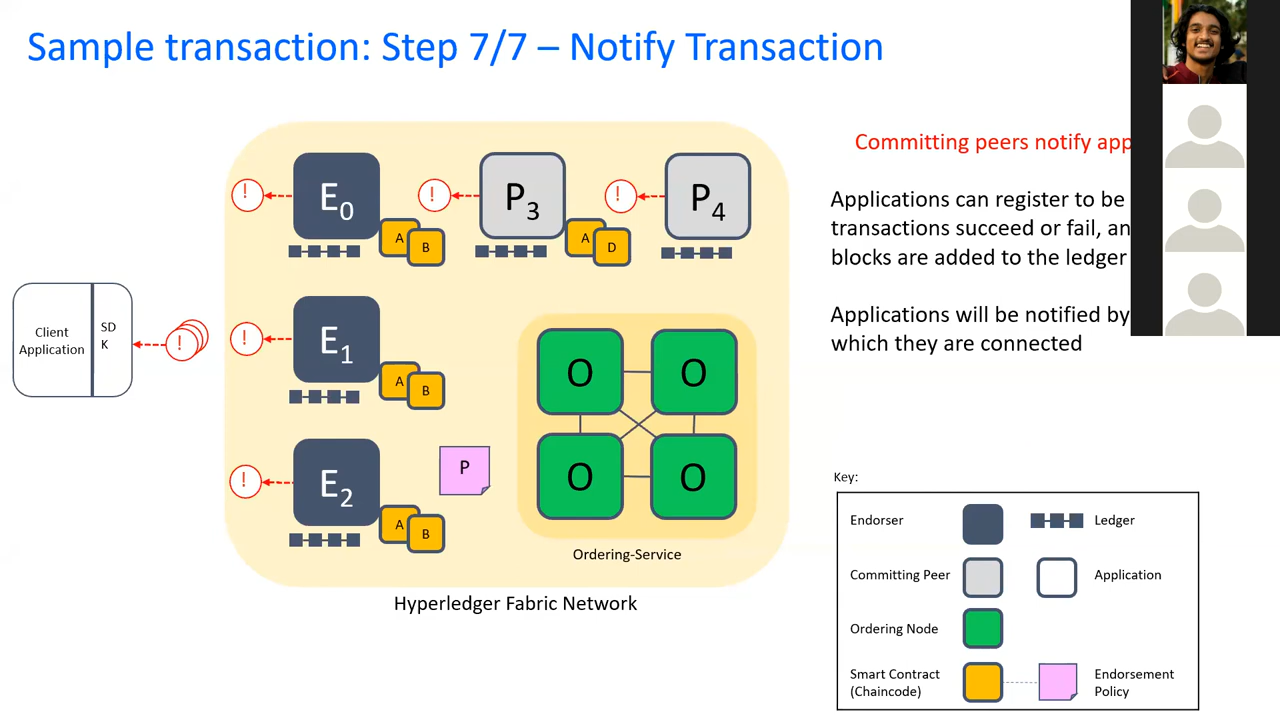 Sample transaction: Step 7/7 – Notify Transaction
Committing peers notify app
Applications can register to be
transactions succeed or fail, an
blocks are added to the ledger
Applications will be notified by
which they are connected
! E0 ! P3 ! P4
A B
A D
Client
Application
SD
K
!
! E1
A B
! E2
A B
P
O O
O O
Ordering-Service
Hyperledger Fabric Network
Key:
Endorser
Ledger
Committing Peer
Application
Ordering Node
Smart Contract
(Chaincode)
Endorsement
Policy